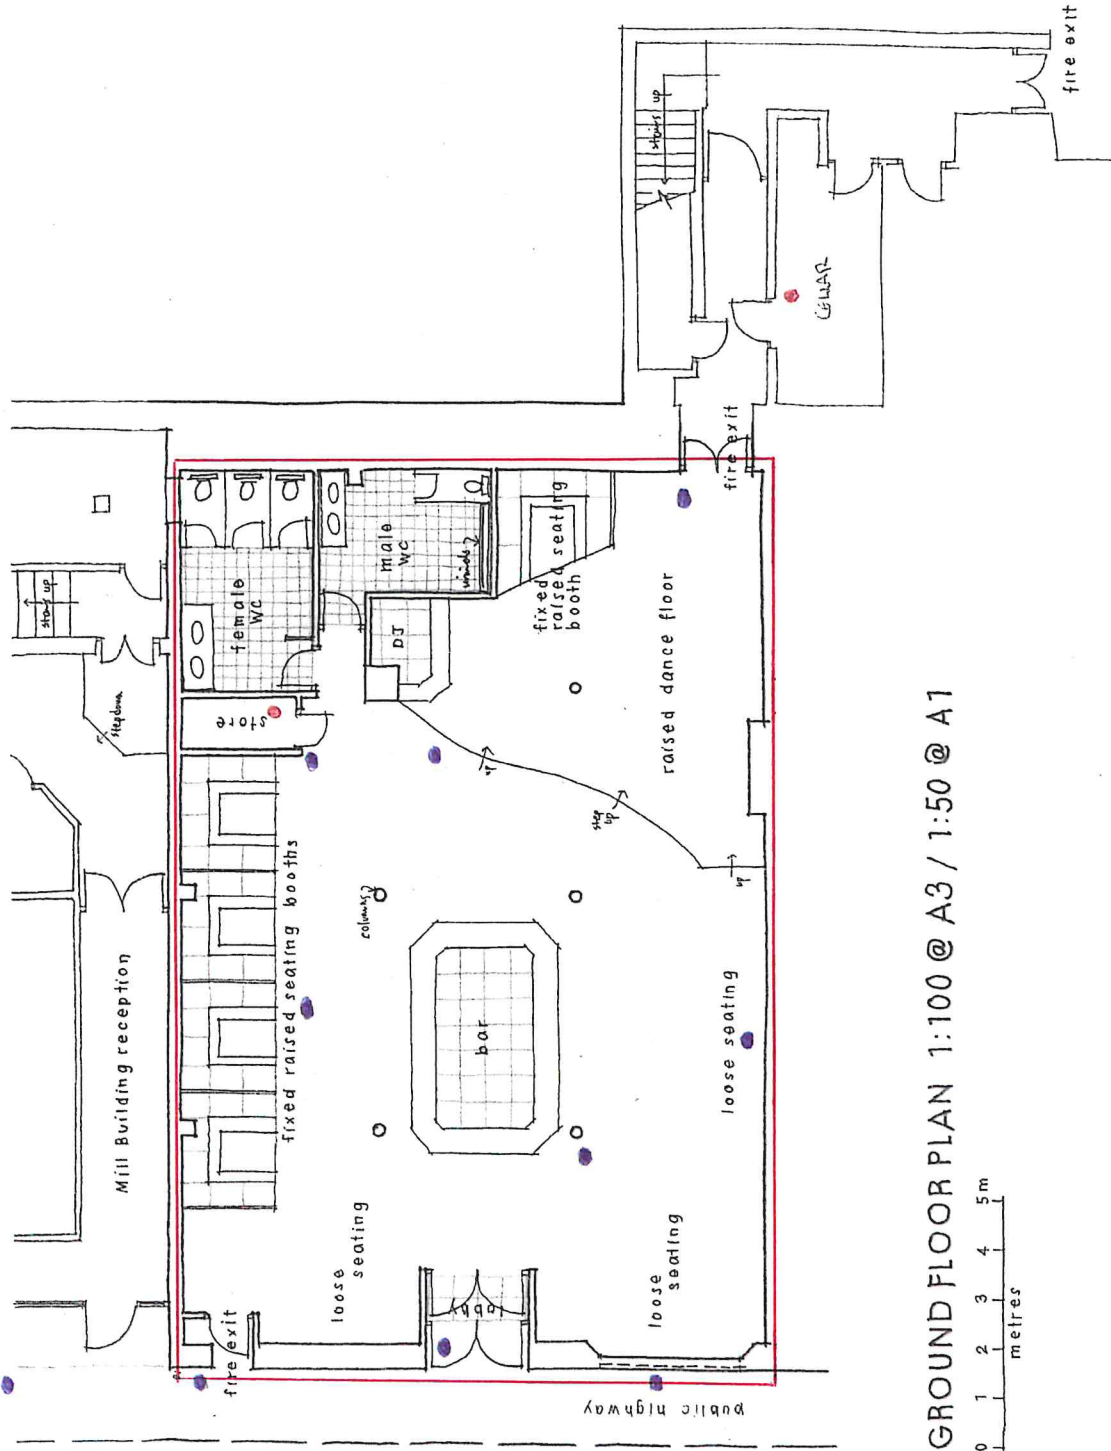 fire exit
stairs up
CELLAR
fire exit
stairs up
step down
female
WC
male
WC
urinals
fixed
raised seating
booth
DJ
store
up
step
up
up
raised dance floor
columns
fixed raised seating booths
Mill Building reception
bar
loose seating
loose
seating
loose
seating
lobby
fire exit
public highway
GROUND FLOOR PLAN 1:100 @ A3 / 1:50 @ A1
0 1 2 3 4 5m
metres